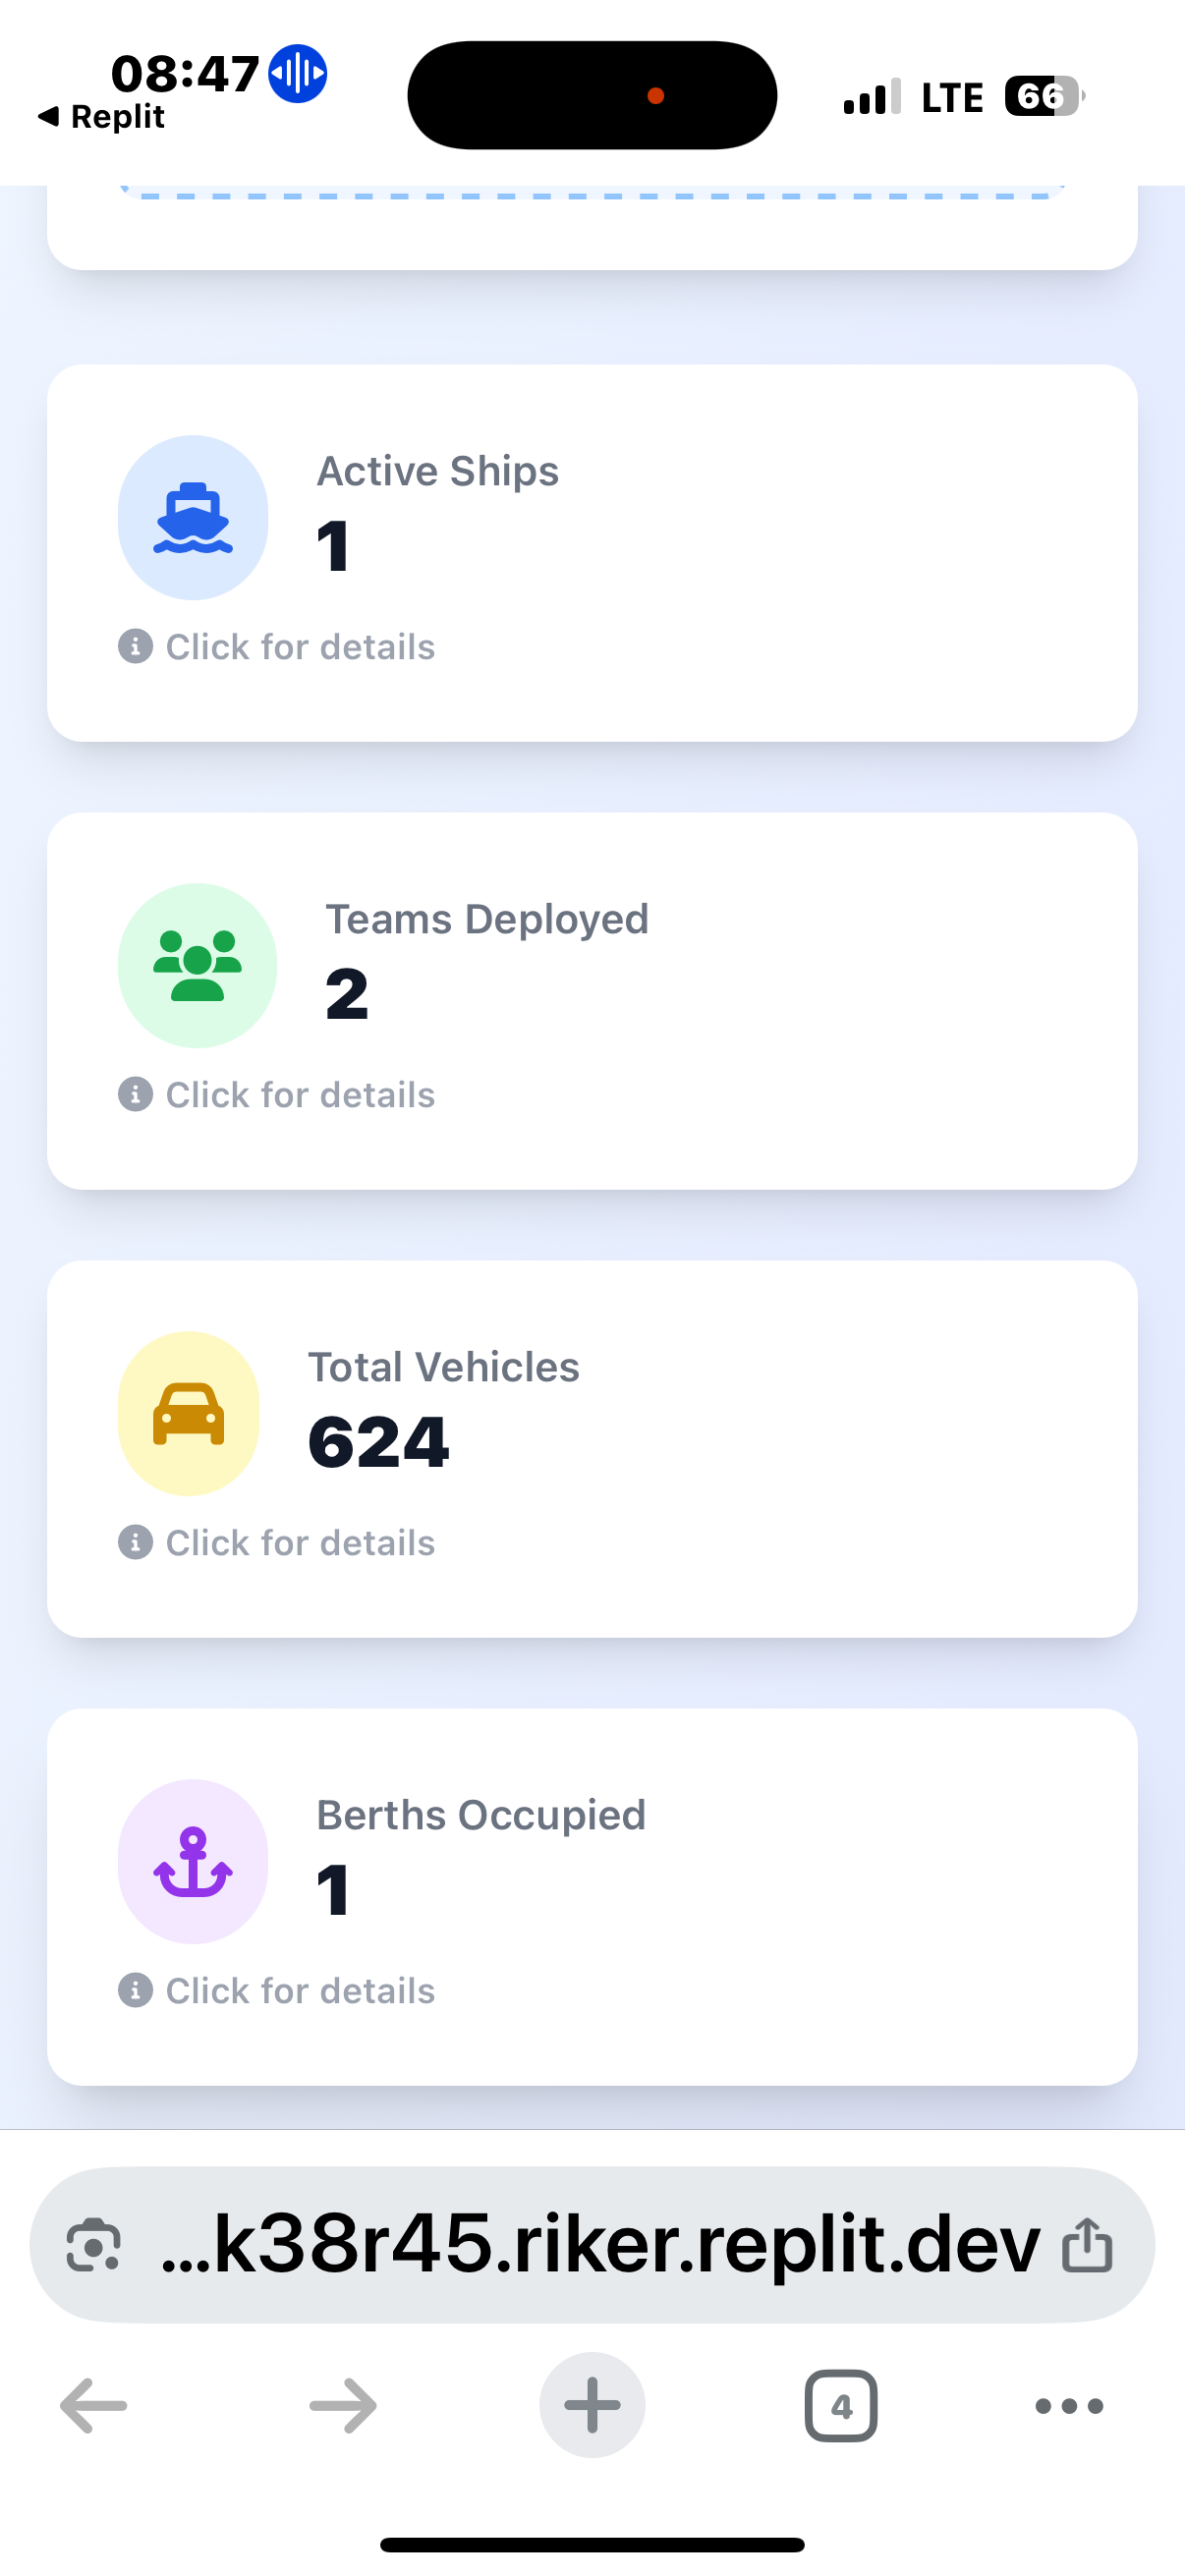 08:47
Replit
LTE 66
Active Ships
1
Click for details
Teams Deployed
2
Click for details
Total Vehicles
624
Click for details
Berths Occupied
1
Click for details
...k38r45.riker.replit.dev
4